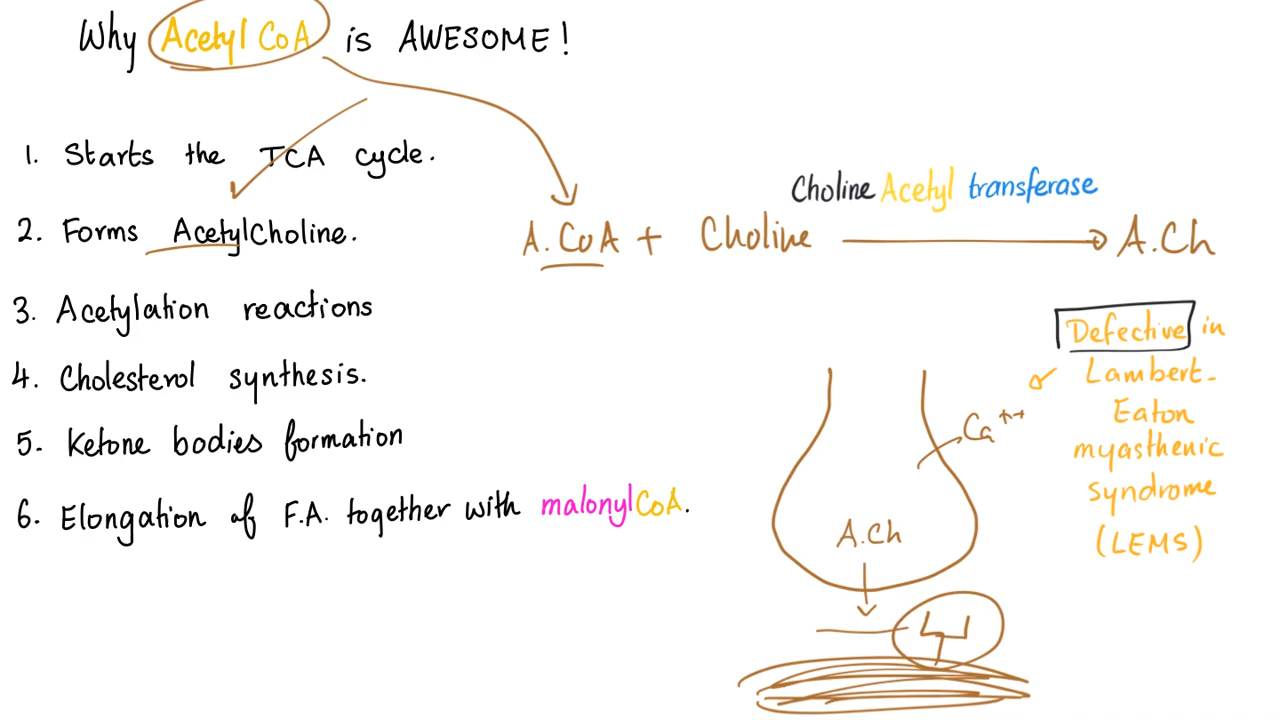 Why Acetyl CoA is AWESOME!
1. Starts the TCA cycle.
2. Forms AcetylCholine.
3. Acetylation reactions
4. Cholesterol synthesis.
5. Ketone bodies formation
6. Elongation of F.A. together with malonylCoA.
Choline Acetyl transferase
A.CoA + Choline → A.Ch
Defective in
Lambert-
Eaton
myasthenic
syndrome
(LEMS)
Ca++
A.Ch